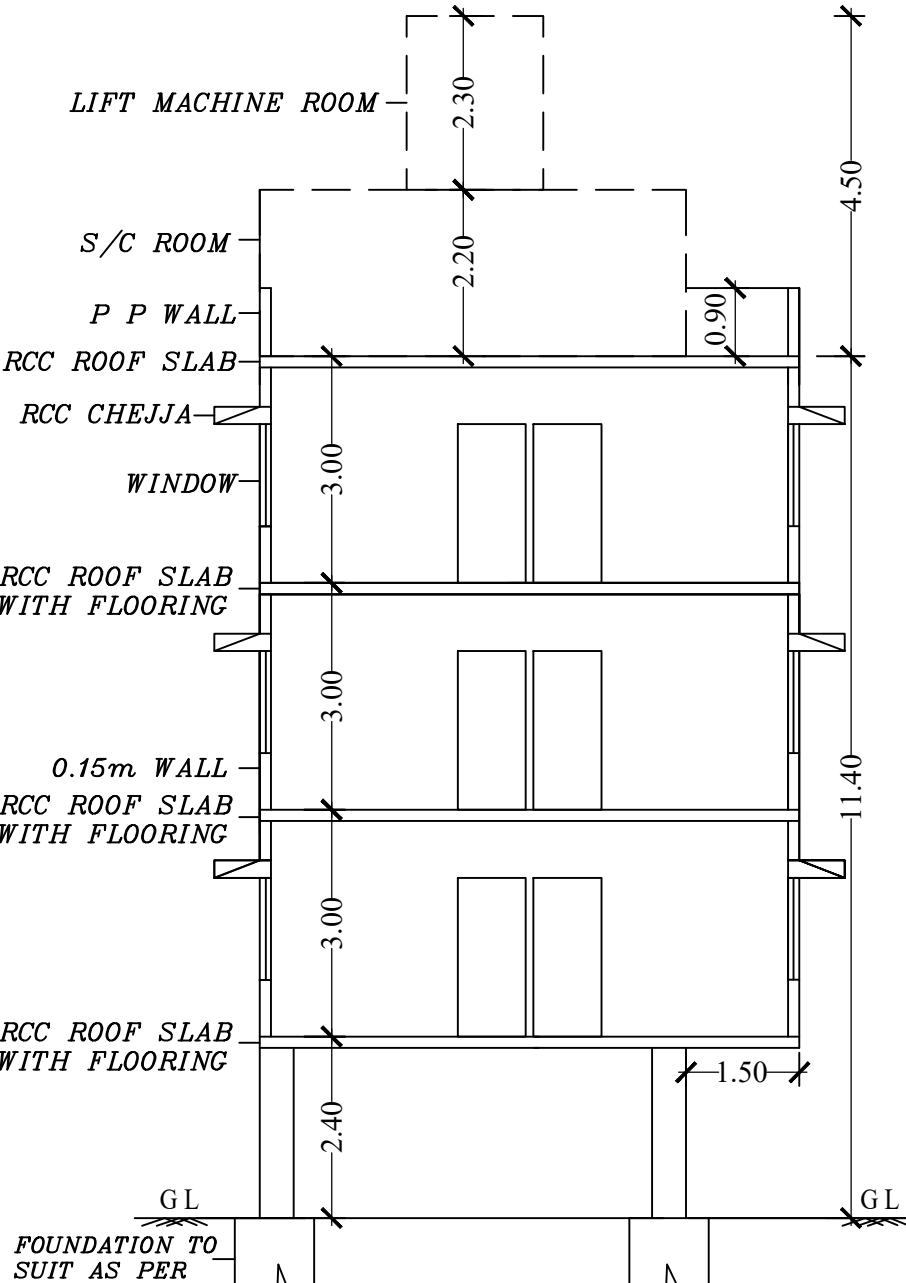 2.30
LIFT MACHINE ROOM
4.50
S/C ROOM
2.20
P P WALL
0.90
RCC ROOF SLAB
RCC CHEJJA
3.00
WINDOW
RCC ROOF SLAB
WITH FLOORING
3.00
0.15m WALL
11.40
RCC ROOF SLAB
WITH FLOORING
3.00
RCC ROOF SLAB
WITH FLOORING
1.50
2.40
GL
GL
FOUNDATION TO
SUIT AS PER